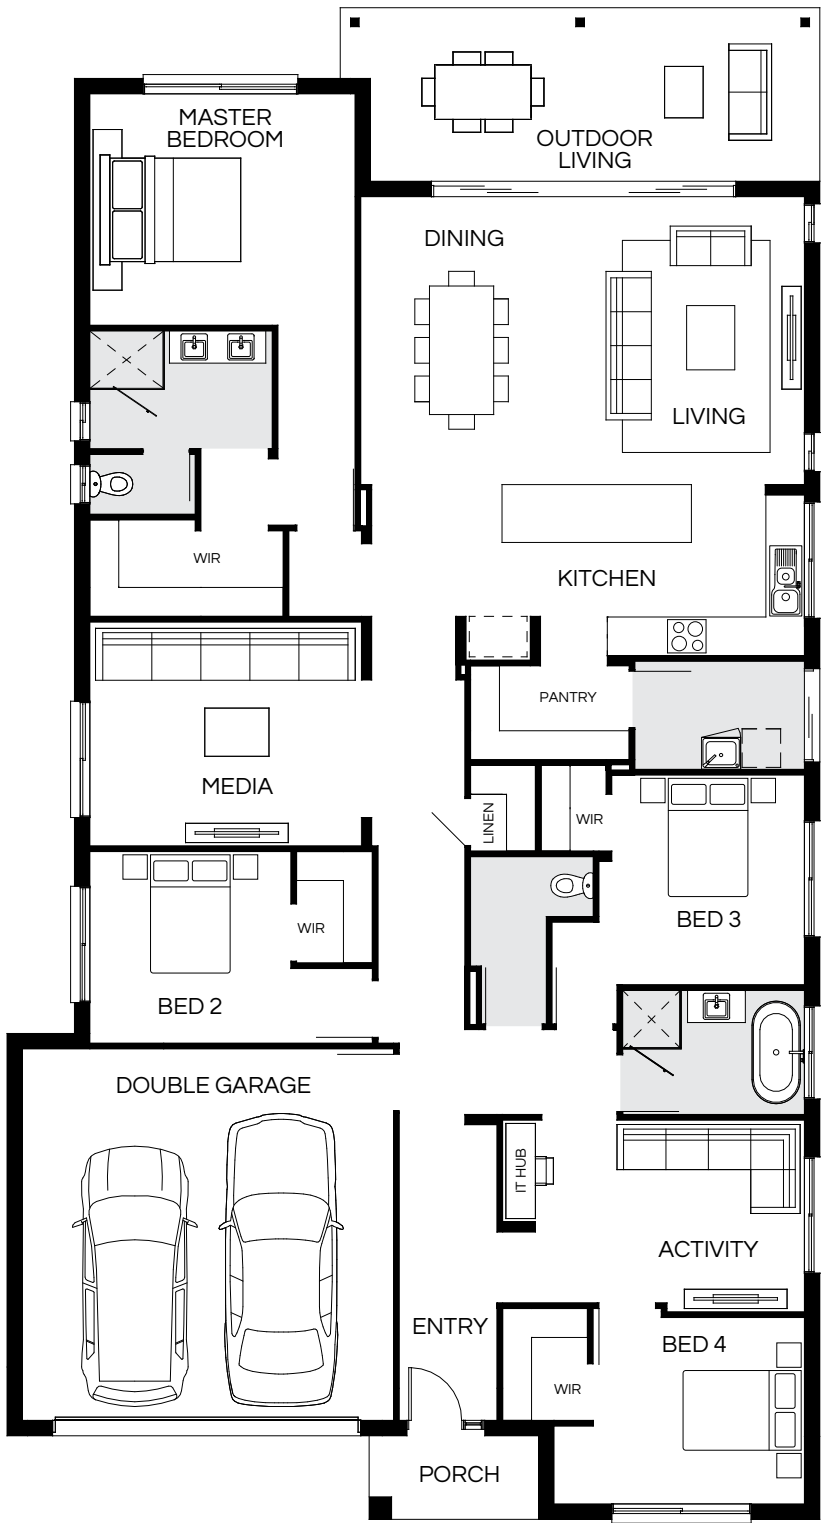 MASTER
BEDROOM
OUTDOOR
LIVING
DINING
LIVING
WIR
KITCHEN
PANTRY
MEDIA
LINEN
WIR
BED 3
WIR
BED 2
DOUBLE GARAGE
IT HUB
ACTIVITY
ENTRY
BED 4
WIR
PORCH